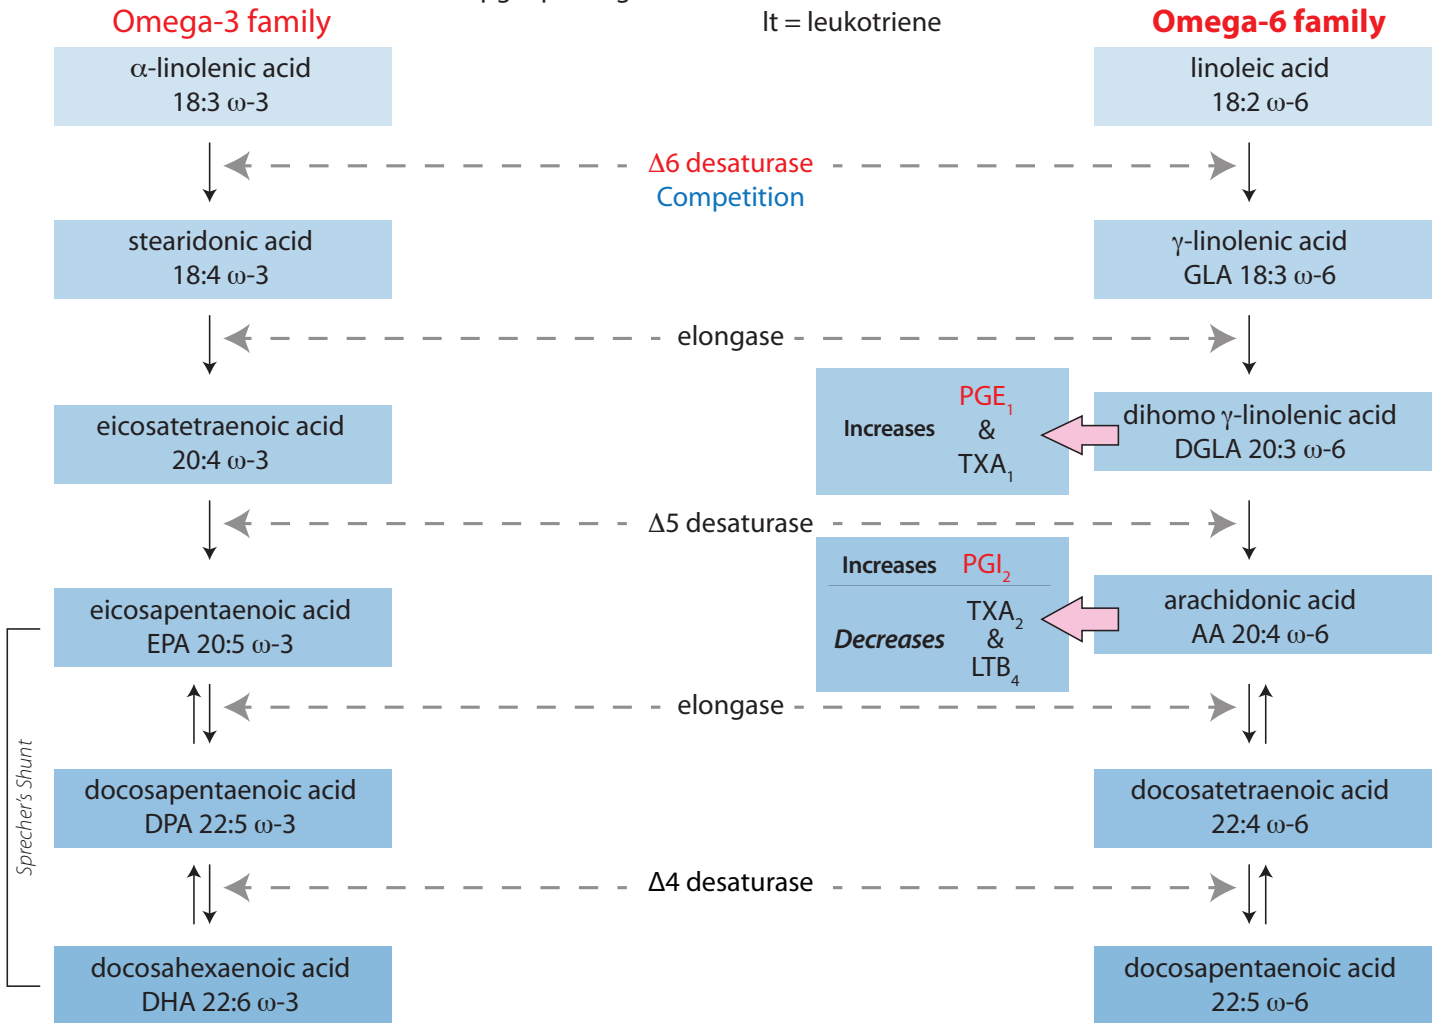 lt = leukotriene
Omega-3 family
Omega-6 family
α-linolenic acid
18:3 ω-3
linoleic acid
18:2 ω-6
Δ6 desaturase
Competition
stearidonic acid
18:4 ω-3
γ-linolenic acid
GLA 18:3 ω-6
elongase
eicosatetraenoic acid
20:4 ω-3
Increases
PGE₁
&
TXA₁
dihomo γ-linolenic acid
DGLA 20:3 ω-6
Δ5 desaturase
eicosapentaenoic acid
EPA 20:5 ω-3
Increases PGI₂
Decreases
TXA₂
&
LTB₄
arachidonic acid
AA 20:4 ω-6
elongase
Sprecher's Shunt
docosapentaenoic acid
DPA 22:5 ω-3
docosatetraenoic acid
22:4 ω-6
Δ4 desaturase
docosahexaenoic acid
DHA 22:6 ω-3
docosapentaenoic acid
22:5 ω-6